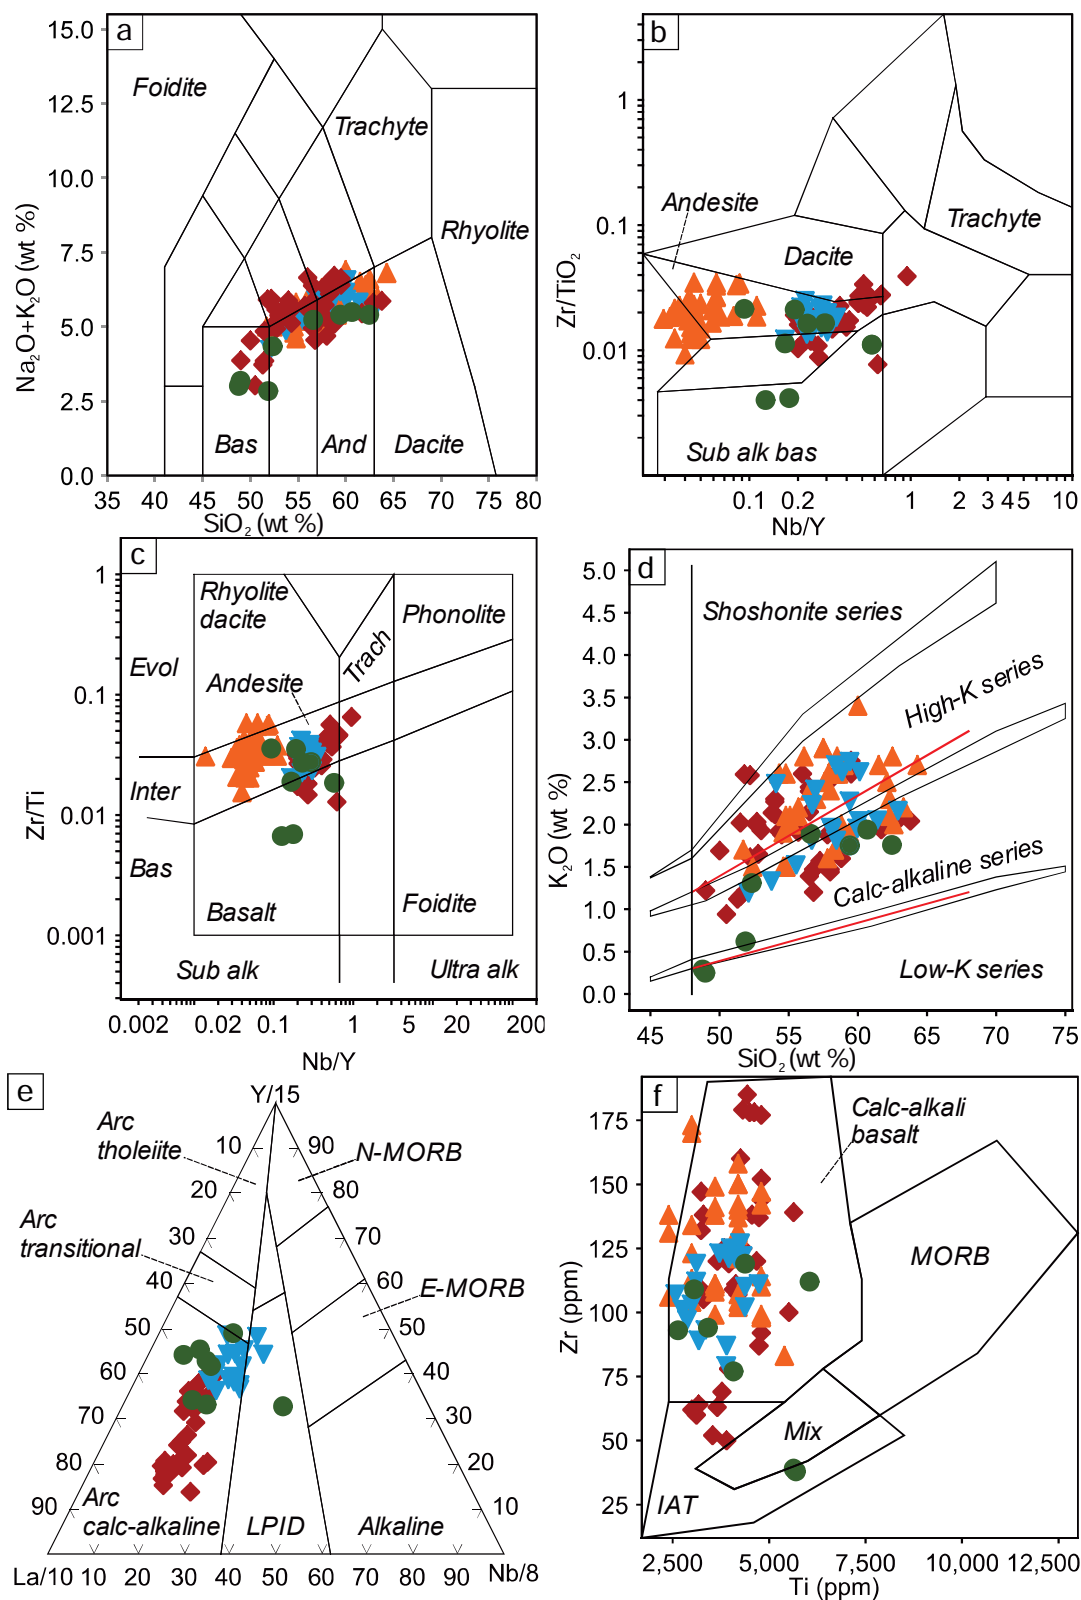 a
15.0
12.5
10.0
7.5
5.0
2.5
0.0
Na2O+K2O (wt %)
Foidite
Trachyte
Rhyolite
Bas
And
Dacite
35 40 45 50 55 60 65 70 75 80
SiO2 (wt %)
b
1
0.1
0.01
Zr/TiO2
Andesite
Dacite
Trachyte
Sub alk bas
0.1 0.2 1 2 3 4 5 10
Nb/Y
c
1
0.1
0.01
0.001
Zr/Ti
Evol
Inter
Bas
Rhyolite
dacite
Phonolite
Trach
Andesite
Basalt
Foidite
Sub alk
Ultra alk
0.002 0.02 0.1 1 5 20 200
Nb/Y
d
5.0
4.5
4.0
3.5
3.0
2.5
2.0
1.5
1.0
0.5
0.0
K2O (wt %)
Shoshonite series
High-K series
Calc-alkaline series
Low-K series
45 50 55 60 65 70 75
SiO2 (wt %)
e
Y/15
Arc
tholeiite
N-MORB
Arc
transitional
E-MORB
10 90
20 80
30 70
40 60
50 50
60 40
70 30
80 20
90 10
Arc
calc-alkaline
LPID
Alkaline
La/10 10 20 30 40 50 60 70 80 90 Nb/8
f
175
150
125
100
75
50
25
Zr (ppm)
Calc-alkali
basalt
MORB
Mix
IAT
2,500 5,000 7,500 10,000 12,500
Ti (ppm)